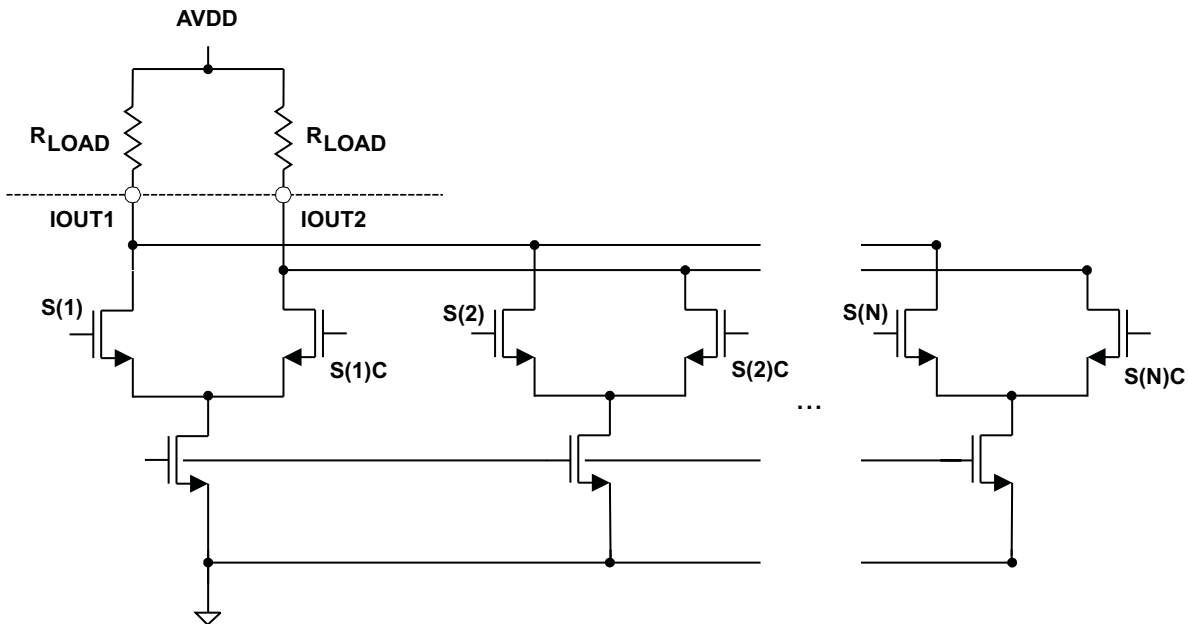 AVDD
RLOAD RLOAD
IOUT1 IOUT2
S(1) S(2) S(N)
S(1)C S(2)C S(N)C
...